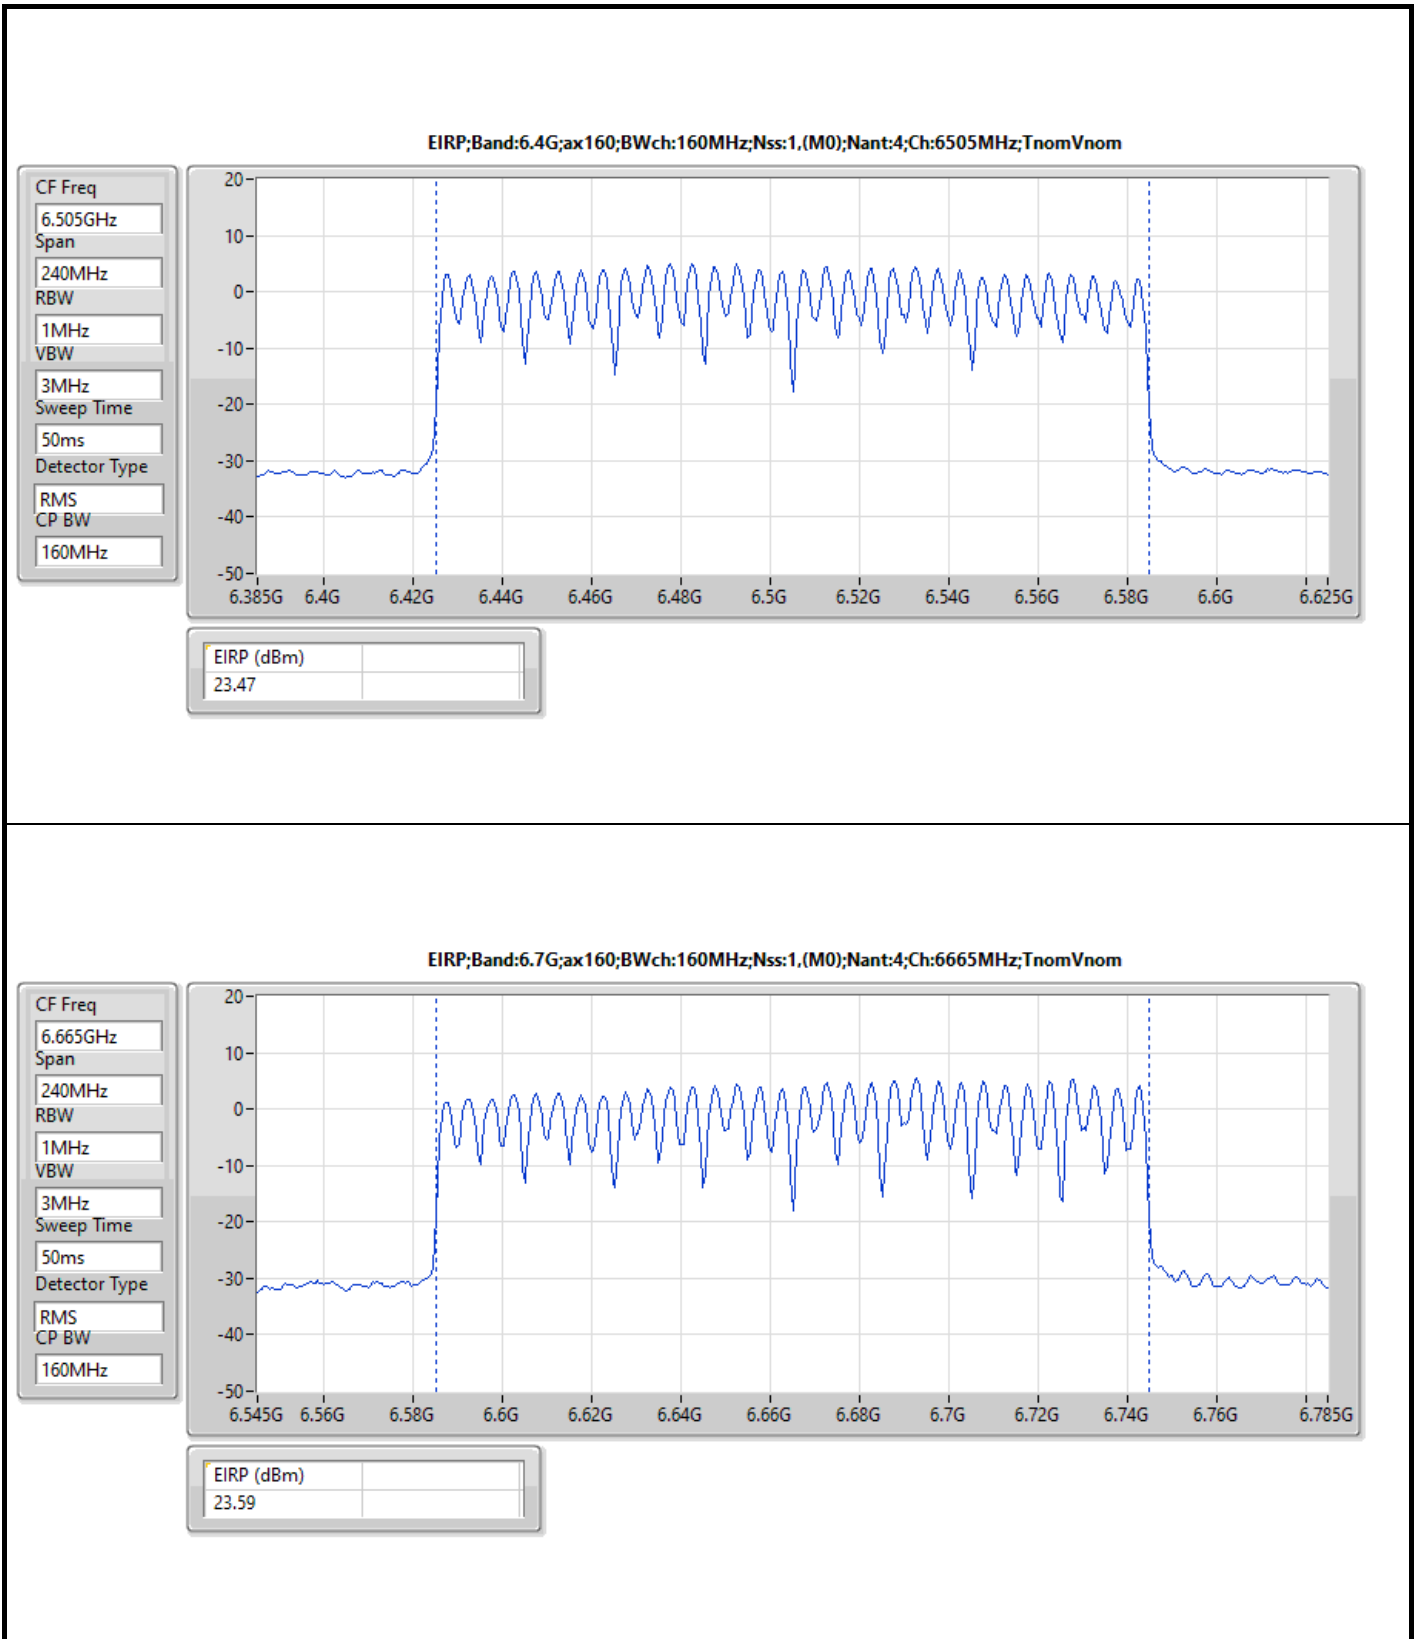 EIRP;Band:6.4G;ax160;BWch:160MHz;Nss:1,(M0);Nant:4;Ch:6505MHz;TnomVnom
CF Freq
6.505GHz
Span
240MHz
RBW
1MHz
VBW
3MHz
Sweep Time
50ms
Detector Type
RMS
CP BW
160MHz
20
10
0
-10
-20
-30
-40
-50
6.385G 6.4G 6.42G 6.44G 6.46G 6.48G 6.5G 6.52G 6.54G 6.56G 6.58G 6.6G 6.625G
EIRP (dBm)
23.47
EIRP;Band:6.7G;ax160;BWch:160MHz;Nss:1,(M0);Nant:4;Ch:6665MHz;TnomVnom
CF Freq
6.665GHz
Span
240MHz
RBW
1MHz
VBW
3MHz
Sweep Time
50ms
Detector Type
RMS
CP BW
160MHz
20
10
0
-10
-20
-30
-40
-50
6.545G 6.56G 6.58G 6.6G 6.62G 6.64G 6.66G 6.68G 6.7G 6.72G 6.74G 6.76G 6.785G
EIRP (dBm)
23.59